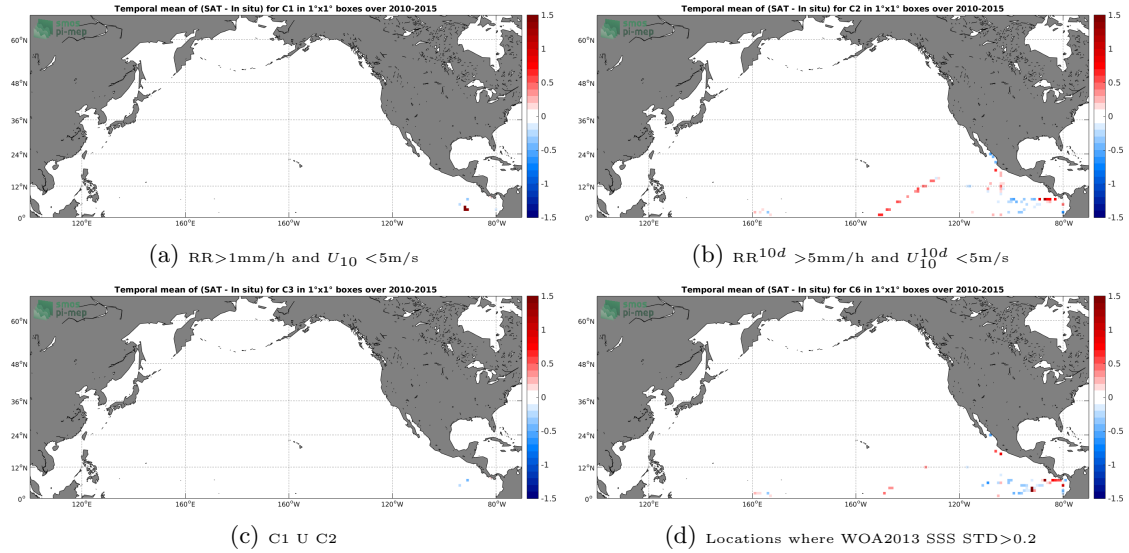 Temporal mean of (SAT - In situ) for C1 in 1°x1° boxes over 2010-2015
smos
pi-mep
60°N
48°N
36°N
24°N
12°N
0°
120°E
160°E
160°W
120°W
80°W
1.5
1
0.5
0
-0.5
-1
-1.5
(a) RR>1mm/h and U10 <5m/s
Temporal mean of (SAT - In situ) for C2 in 1°x1° boxes over 2010-2015
smos
pi-mep
60°N
48°N
36°N
24°N
12°N
0°
120°E
160°E
160°W
120°W
80°W
1.5
1
0.5
0
-0.5
-1
-1.5
(b) RR^10d >5mm/h and U10^10d <5m/s
Temporal mean of (SAT - In situ) for C3 in 1°x1° boxes over 2010-2015
smos
pi-mep
60°N
48°N
36°N
24°N
12°N
0°
120°E
160°E
160°W
120°W
80°W
1.5
1
0.5
0
-0.5
-1
-1.5
(c) C1 U C2
Temporal mean of (SAT - In situ) for C6 in 1°x1° boxes over 2010-2015
smos
pi-mep
60°N
48°N
36°N
24°N
12°N
0°
120°E
160°E
160°W
120°W
80°W
1.5
1
0.5
0
-0.5
-1
-1.5
(d) Locations where WOA2013 SSS STD>0.2